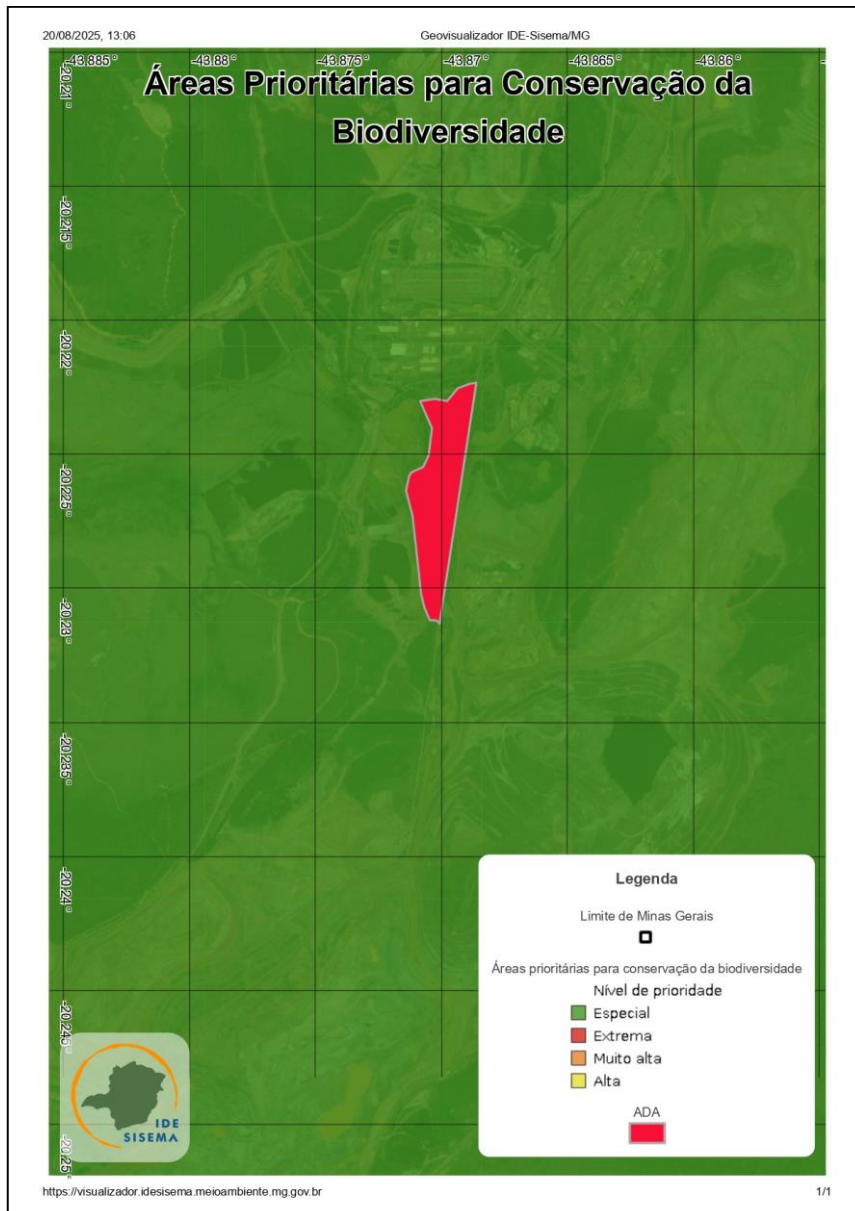 20/08/2025, 13:06
Geovisualizador IDE-Sisema/MG
-43.885 °
-43.88 °
-43.875 °
-43.87 °
-43.865 °
-43.86 °
Áreas Prioritárias para Conservação da
Biodiversidade
-20.21 °
-20.215 °
-20.22 °
-20.225 °
-20.23 °
-20.235 °
-20.24 °
-20.245 °
-20.25 °
Legenda
Limite de Minas Gerais
Áreas prioritárias para conservação da biodiversidade
Nível de prioridade
Especial
Extrema
Muito alta
Alta
ADA
IDE
SISEMA
https://visualizador.idesisema.meioambiente.mg.gov.br
1/1